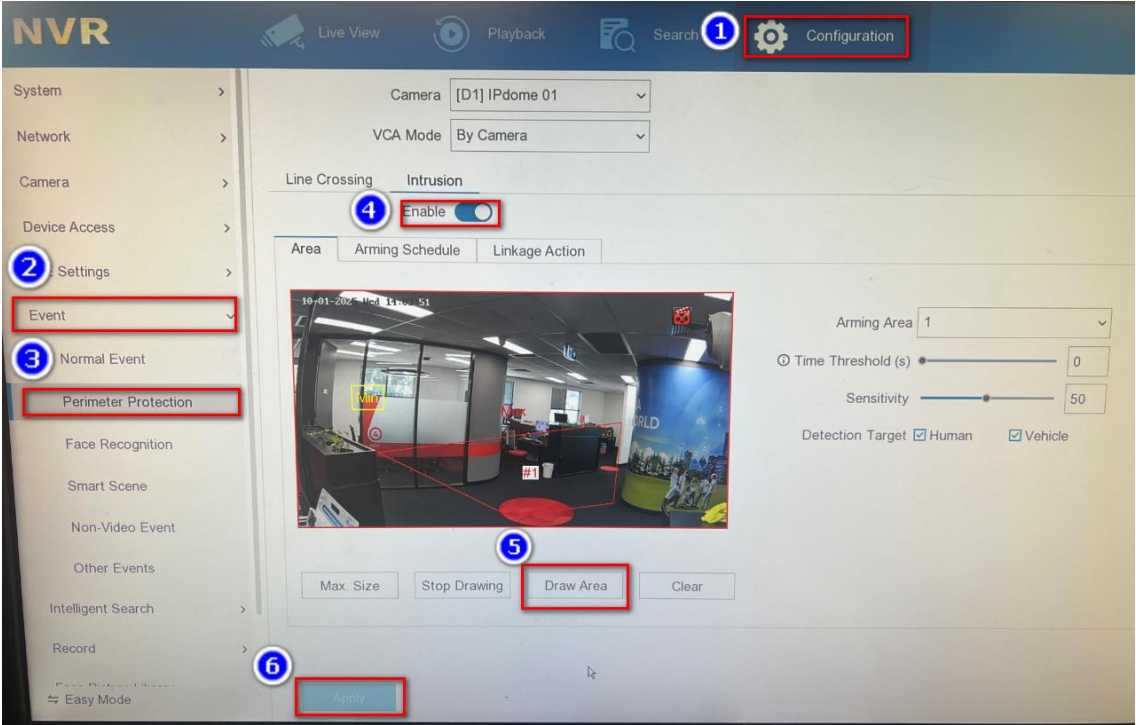 NVR
Live View
Playback
Search
1
Configuration
System
Network
Camera
Device Access
2
Settings
Event
3
Normal Event
Perimeter Protection
Face Recognition
Smart Scene
Non-Video Event
Other Events
Intelligent Search
Record
Easy Mode
Camera [D1] IPdome 01
VCA Mode By Camera
Line Crossing Intrusion
4
Enable
Area Arming Schedule Linkage Action
Min
Max
#1
RLD
Arming Area 1
Time Threshold (s) 0
Sensitivity 50
Detection Target Human Vehicle
5
Max. Size Stop Drawing Draw Area Clear
6
Apply